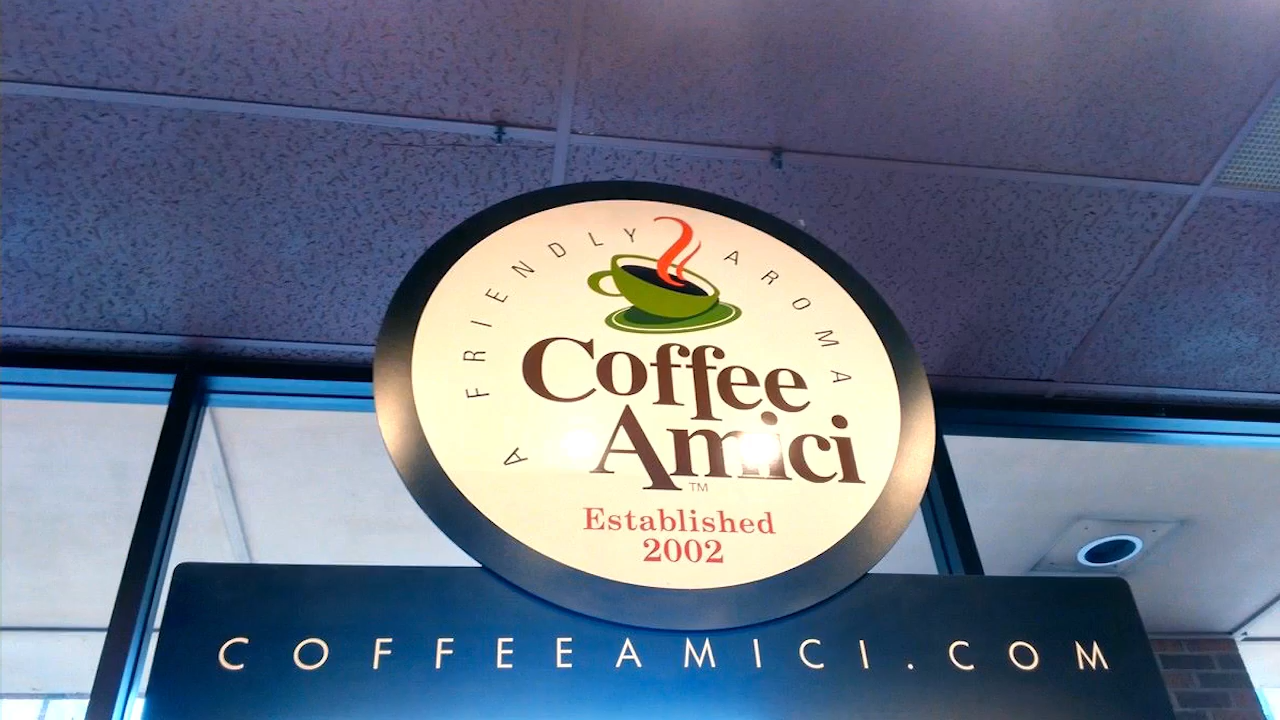 A FRIENDLY AROMA
Coffee
Amici
TM
Established
2002
COFFEEAMICI.COM